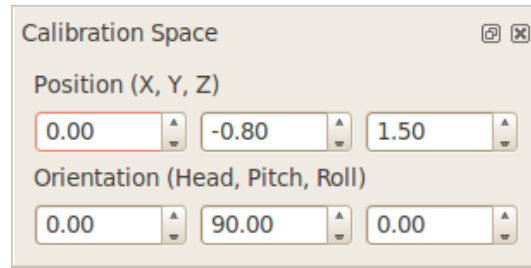 Calibration Space
Position (X, Y, Z)
0.00 -0.80 1.50
Orientation (Head, Pitch, Roll)
0.00 90.00 0.00